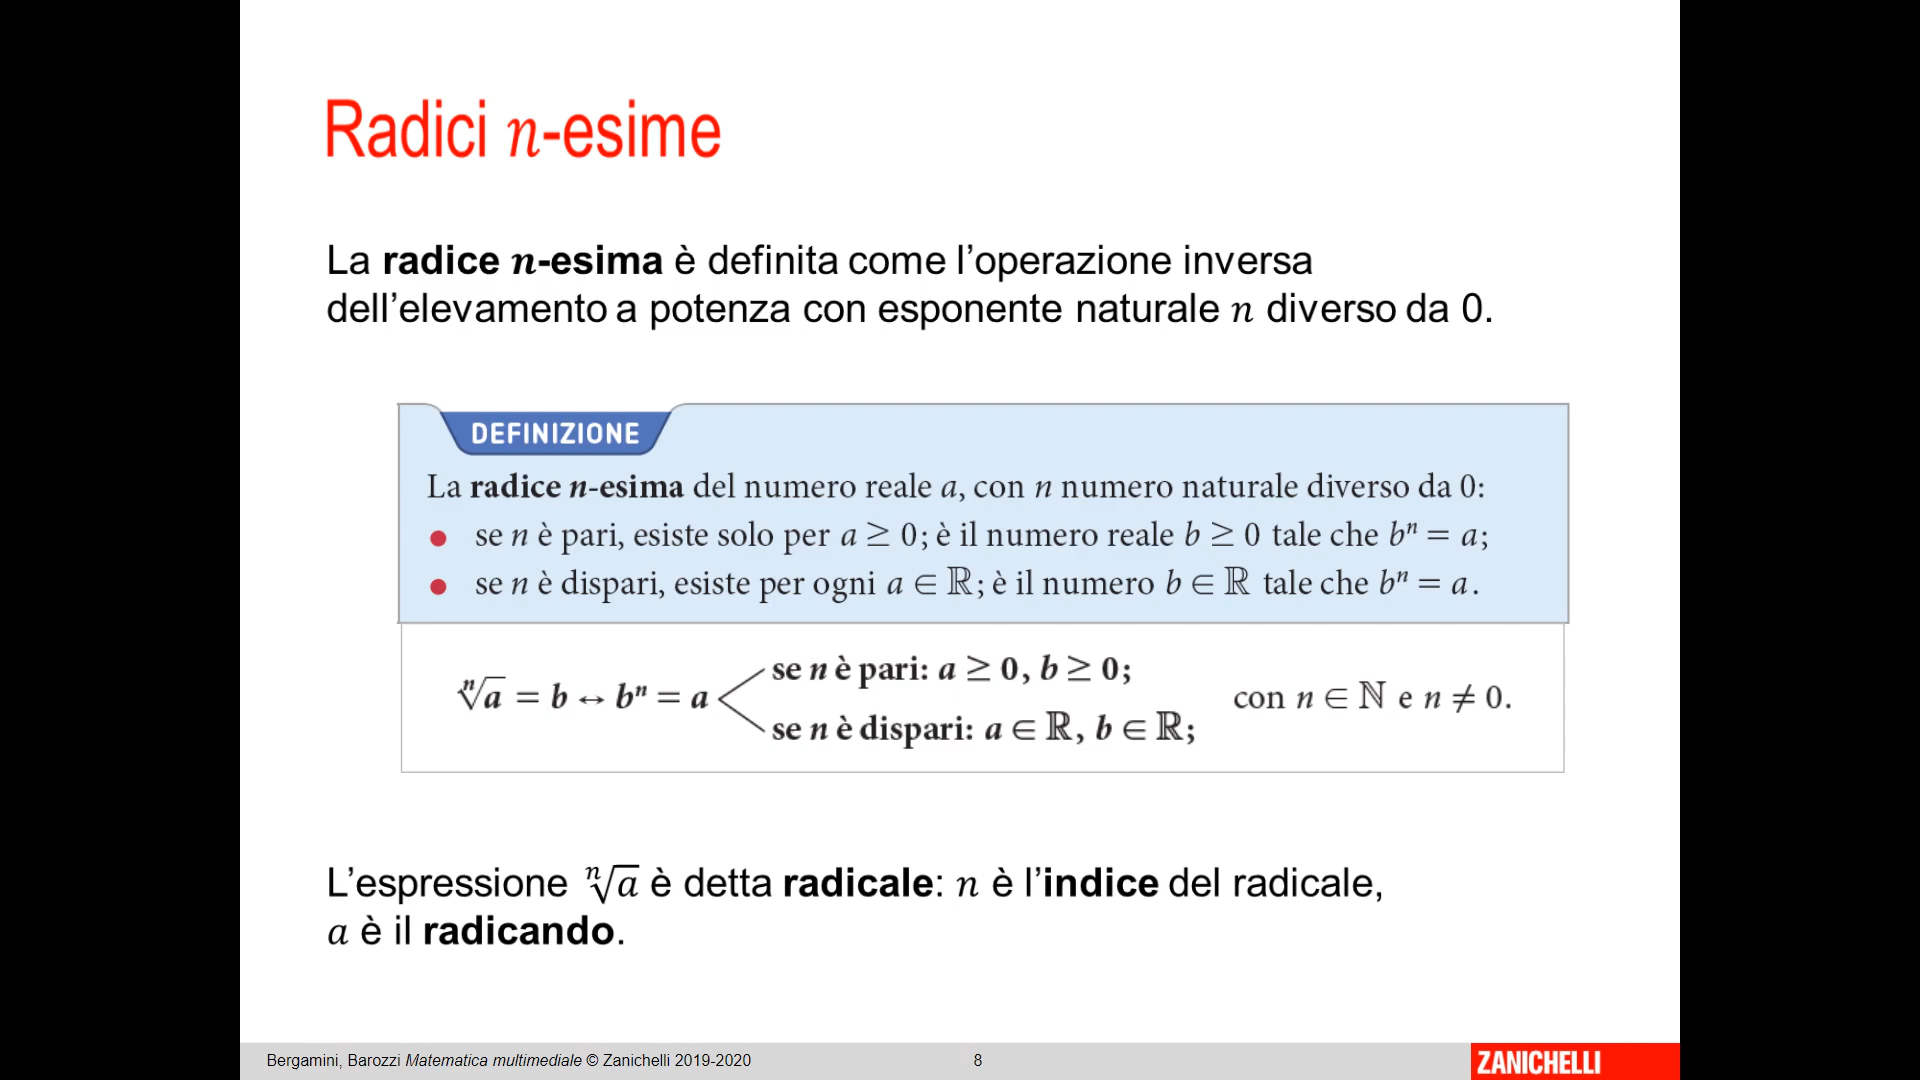 Radici n-esime
La radice n-esima è definita come l’operazione inversa
dell’elevamento a potenza con esponente naturale n diverso da 0.
DEFINIZIONE
La radice n-esima del numero reale a, con n numero naturale diverso da 0:
● se n è pari, esiste solo per a ≥ 0; è il numero reale b ≥ 0 tale che bⁿ = a;
● se n è dispari, esiste per ogni a ∈ ℝ; è il numero b ∈ ℝ tale che bⁿ = a.
se n è pari: a ≥ 0, b ≥ 0;
ⁿ√a = b ↔ bⁿ = a con n ∈ ℕ e n ≠ 0.
se n è dispari: a ∈ ℝ, b ∈ ℝ;
L’espressione ⁿ√a è detta radicale: n è l’indice del radicale,
a è il radicando.
Bergamini, Barozzi Matematica multimediale © Zanichelli 2019-2020 8 ZANICHELLI